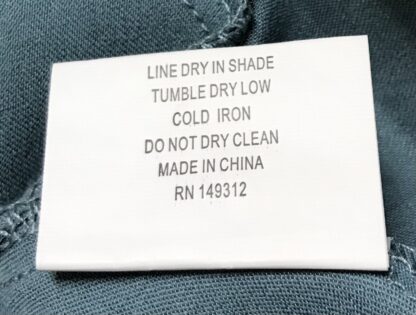 LINE DRY IN SHADE
TUMBLE DRY LOW
COLD IRON
DO NOT DRY CLEAN
MADE IN CHINA
RN 149312